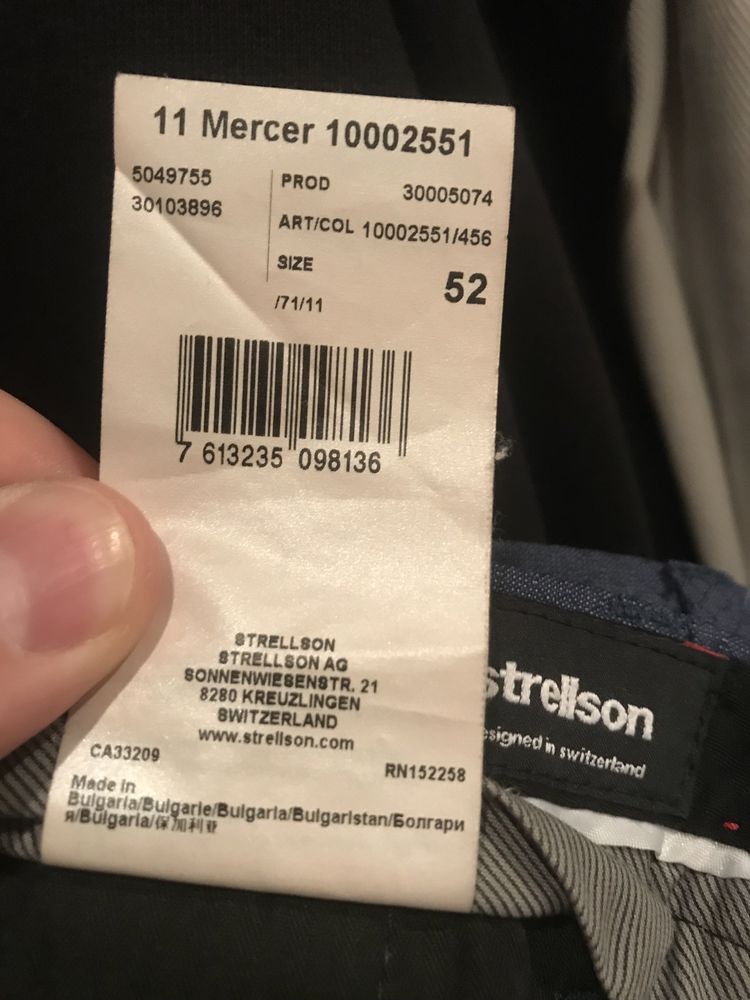 11 Mercer 10002551
5049755
30103896
PROD 30005074
ART/COL 10002551/456
SIZE 52
/71/11
7 613235 098136
STRELLSON
STRELLSON AG
SONNENWIESENSTR. 21
8280 KREUZLINGEN
SWITZERLAND
www.strellson.com
CA33209
RN152258
Made in
Bulgaria/Bulgarie/Bulgaria/Bulgaristan/Болгари
я/Bulgaria/保加利亚
strellson
esigned in switzerland